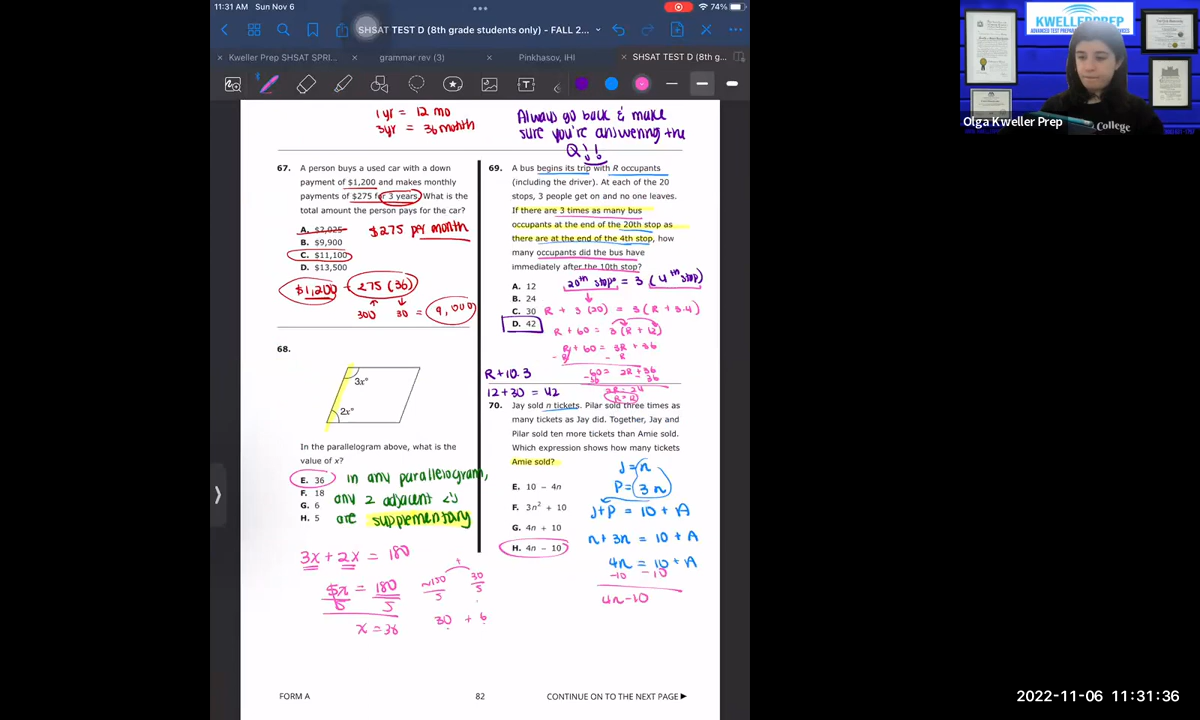 11:31 AM Sun Nov 6
74%
SHSAT TEST D (8th grade students only) – FALL 2...
Kweller Prep SHSAT SPRI...
grammar rev (3)
Pinkhasov, IHI
SHSAT TEST D (8th g...
1yr = 12 mo
3yr = 36 month
Always go back & make
sure you're answering the
Q!!
67. A person buys a used car with a down
payment of $1,200 and makes monthly
payments of $275 for 3 years. What is the
total amount the person pays for the car?
A. $2,025
B. $9,900
C. $11,100
D. $13,500
$275 per month
$1,200 + 275 (36)
300 30 = 9,000
68.
3x°
2x°
In the parallelogram above, what is the
value of x?
E. 36
F. 18
G. 6
H. 5
in any parallelogram,
any 2 adjacent <'s
are supplementary
3x + 2x = 180
5x = 180
5 5
x = 36
~150 + 30
5 5
30 + 6
69. A bus begins its trip with R occupants
(including the driver). At each of the 20
stops, 3 people get on and no one leaves.
If there are 3 times as many bus
occupants at the end of the 20th stop as
there are at the end of the 4th stop, how
many occupants did the bus have
immediately after the 10th stop?
A. 12
B. 24
C. 30
D. 42
20th stop = 3 (4th stop)
R + 3 (20) = 3 (R + 3.4)
R + 60 = 3 (R + 12)
R + 60 = 3R + 36
- R - R
60 = 2R + 36
-36 - 36
2R = 24
R = 12
R + 10.3
12 + 30 = 42
70. Jay sold n tickets. Pilar sold three times as
many tickets as Jay did. Together, Jay and
Pilar sold ten more tickets than Amie sold.
Which expression shows how many tickets
Amie sold?
E. 10 – 4n
F. 3n² + 10
G. 4n + 10
H. 4n – 10
J = n
P = 3n
J+P = 10 + A
n + 3n = 10 + A
4n = 10 + A
-10 -10
4n - 10
FORM A
82
CONTINUE ON TO THE NEXT PAGE ►
KWELLERPREP
Olga Kweller Prep
College
2022-11-06 11:31:36